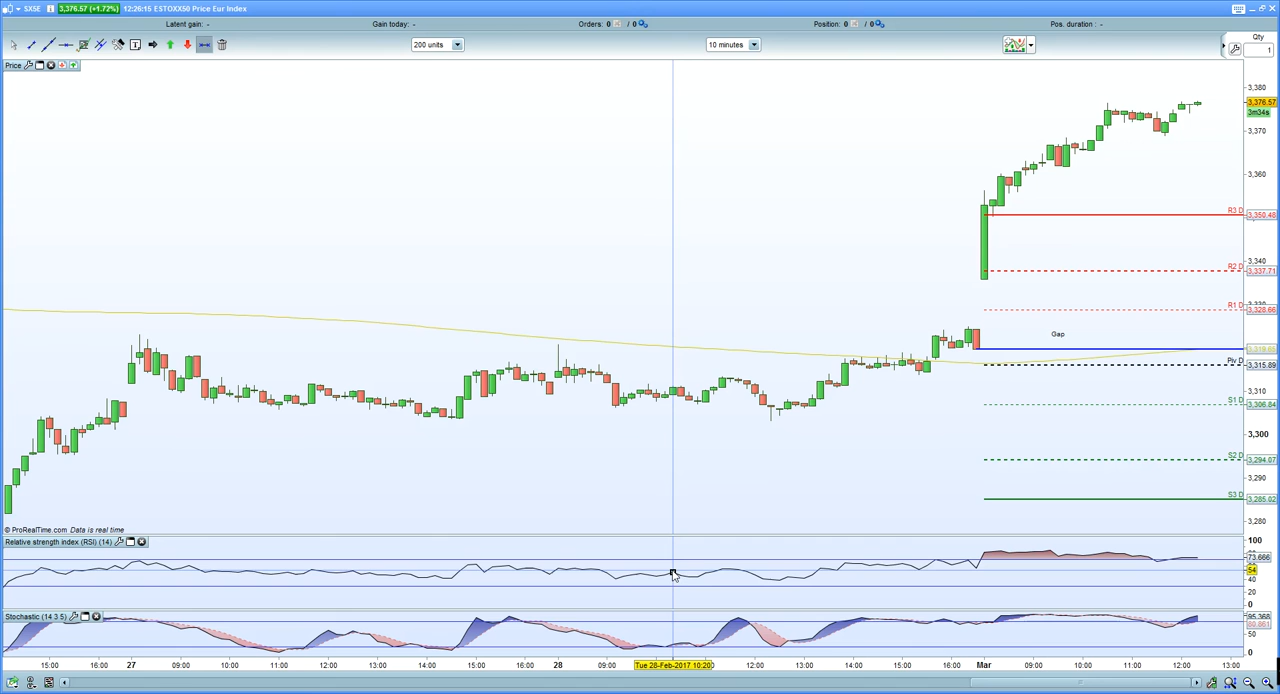 SX5E 3,376.57 (+1.72%) 12:26:15 ESTOXX50 Price Eur Index
Latent gain: - Gain today: - Orders: 0 / 0 Position: 0 / 0 Pos. duration : -
200 units 10 minutes Qty
1
Price
3,380
3,376.57
3m34s
3,370
3,360
R3 D 3,350.48
3,340
R2 D 3,337.71
R1 D 3,328.66
Gap
Piv D 3,315.89
3,310
S1 D 3,306.84
3,300
S2 D 3,294.07
3,290
S3 D 3,285.02
3,280
© ProRealTime.com Data is real time
Relative strength index (RSI) (14)
100
73.666
54
40
20
0
Stochastic (14 3 5)
50
0
15:00 16:00 27 09:00 10:00 11:00 12:00 13:00 14:00 15:00 16:00 28 09:00 Tue 28-Feb-2017 10:20 12:00 13:00 14:00 15:00 16:00 Mar 09:00 10:00 11:00 12:00 13:00